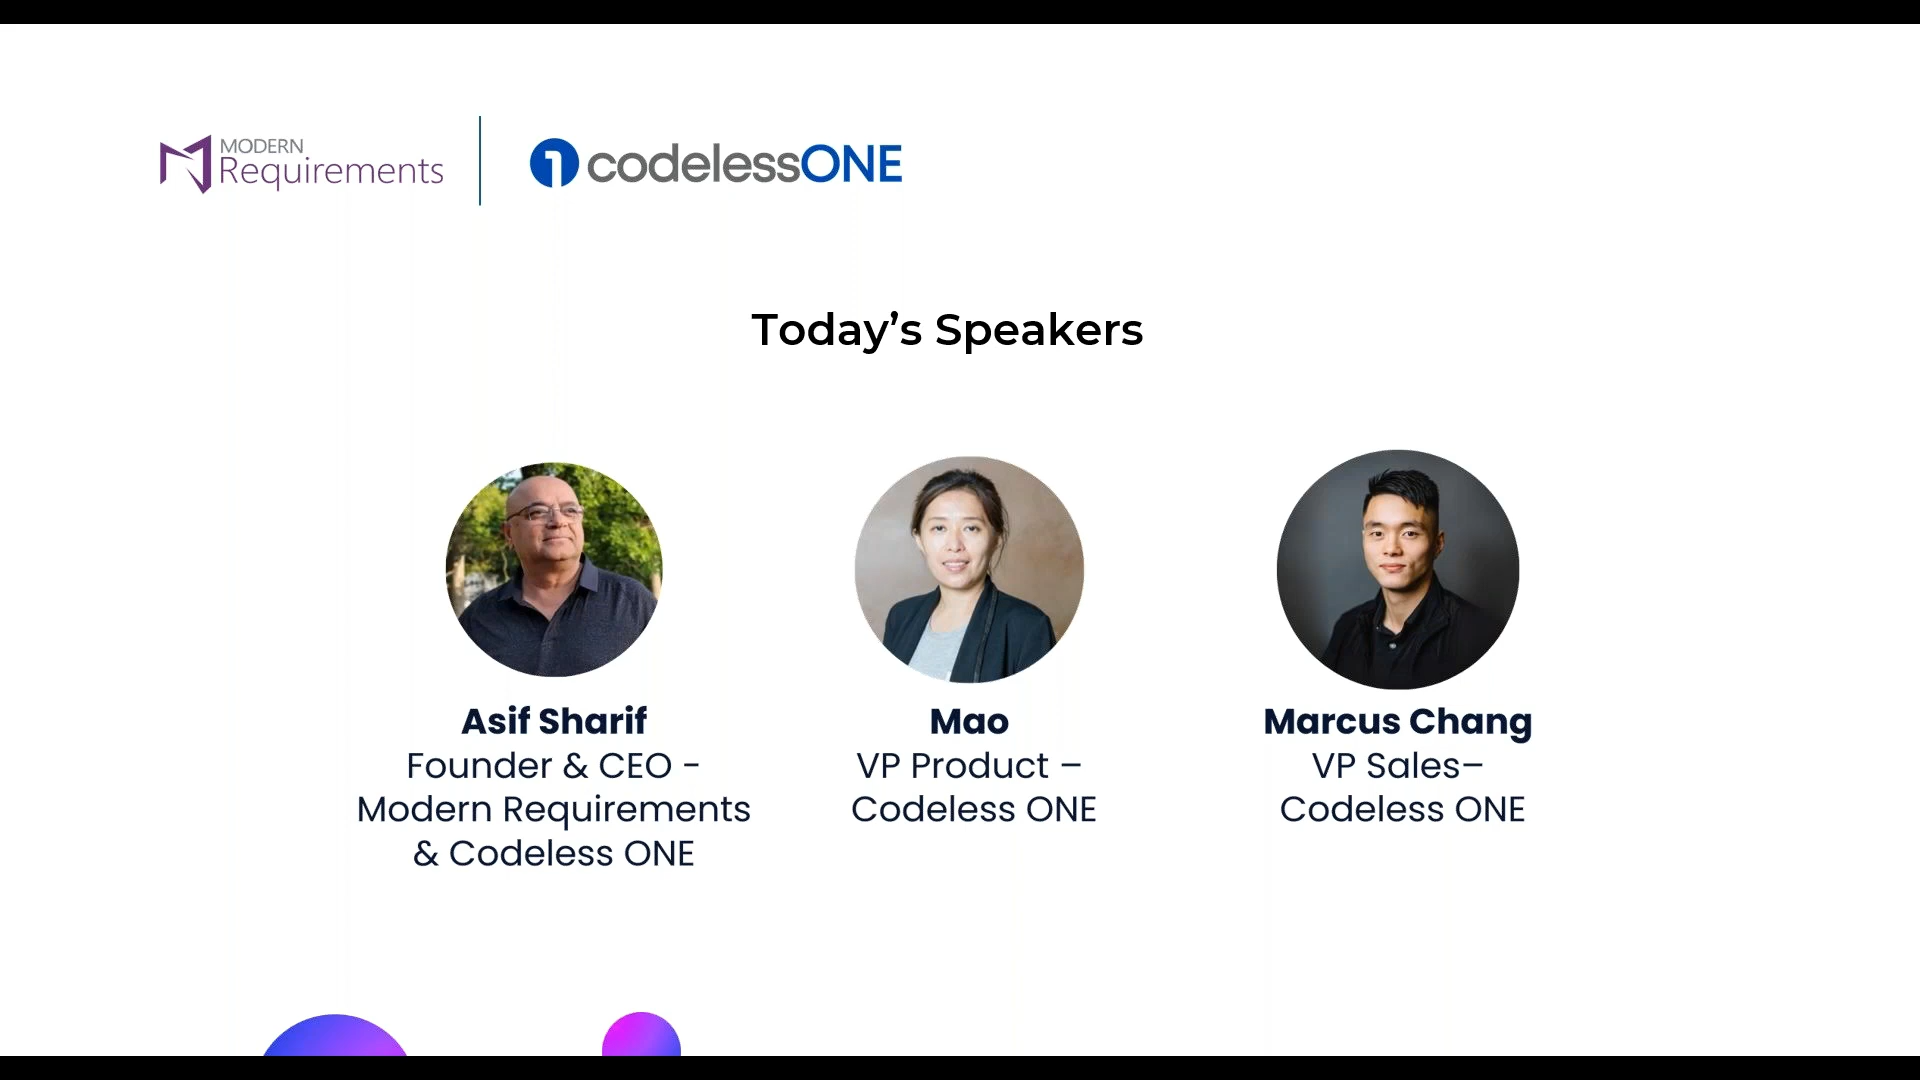 MODERN
Requirements
1 codelessONE
Today’s Speakers
Asif Sharif
Founder & CEO -
Modern Requirements
& Codeless ONE
Mao
VP Product –
Codeless ONE
Marcus Chang
VP Sales–
Codeless ONE